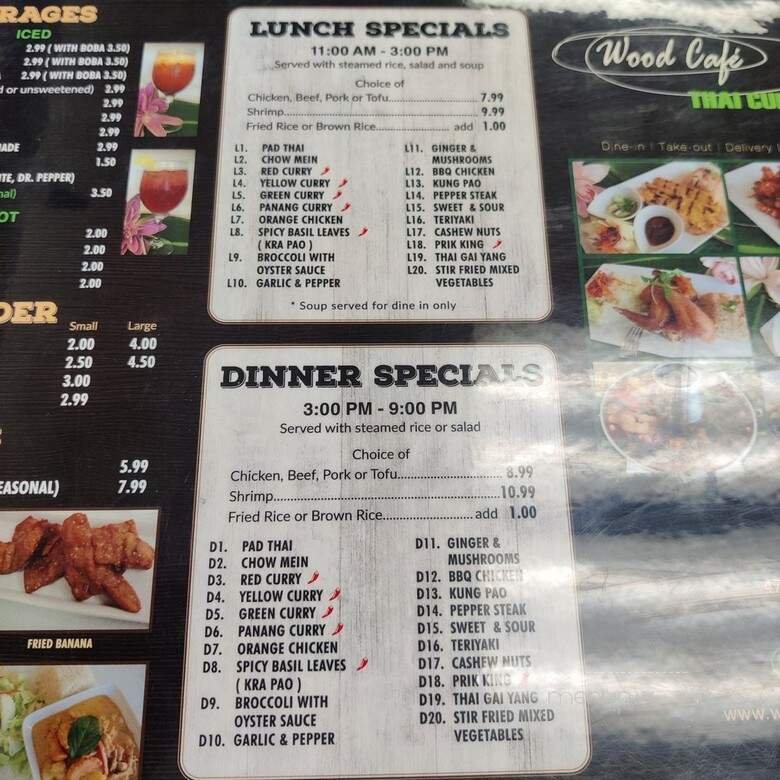 RAGES
ICED
2.99 ( WITH BOBA 3.50)
2.99 ( WITH BOBA 3.50)
2.99 ( WITH BOBA 3.50)
or unsweetened) 2.99
2.99
2.99
2.99
ADE 2.99
1.50
TE, DR. PEPPER)
3.50
OT
2.00
2.00
2.00
2.00
DER
Small Large
2.00 4.00
2.50 4.50
3.00
2.99
5.99
EASONAL) 7.99
FRIED BANANA
LUNCH SPECIALS
11:00 AM - 3:00 PM
Served with steamed rice, salad and soup
Choice of
Chicken, Beef, Pork or Tofu 7.99
Shrimp 9.99
Fried Rice or Brown Rice add 1.00
L1. PAD THAI
L2. CHOW MEIN
L3. RED CURRY
L4. YELLOW CURRY
L5. GREEN CURRY
L6. PANANG CURRY
L7. ORANGE CHICKEN
L8. SPICY BASIL LEAVES
( KRA PAO )
L9. BROCCOLI WITH
OYSTER SAUCE
L10. GARLIC & PEPPER
L11. GINGER &
MUSHROOMS
L12. BBQ CHICKEN
L13. KUNG PAO
L14. PEPPER STEAK
L15. SWEET & SOUR
L16. TERIYAKI
L17. CASHEW NUTS
L18. PRIK KING
L19. THAI GAI YANG
L20. STIR FRIED MIXED
VEGETABLES
* Soup served for dine in only
DINNER SPECIALS
3:00 PM - 9:00 PM
Served with steamed rice or salad
Choice of
Chicken, Beef, Pork or Tofu 8.99
Shrimp 10.99
Fried Rice or Brown Rice add 1.00
D1. PAD THAI
D2. CHOW MEIN
D3. RED CURRY
D4. YELLOW CURRY
D5. GREEN CURRY
D6. PANANG CURRY
D7. ORANGE CHICKEN
D8. SPICY BASIL LEAVES
( KRA PAO )
D9. BROCCOLI WITH
OYSTER SAUCE
D10. GARLIC & PEPPER
D11. GINGER &
MUSHROOMS
D12. BBQ CHICKEN
D13. KUNG PAO
D14. PEPPER STEAK
D15. SWEET & SOUR
D16. TERIYAKI
D17. CASHEW NUTS
D18. PRIK KING
D19. THAI GAI YANG
D20. STIR FRIED MIXED
VEGETABLES
Wood Café
THAI CUI
Dine-in | Take-out | Delivery
www.w